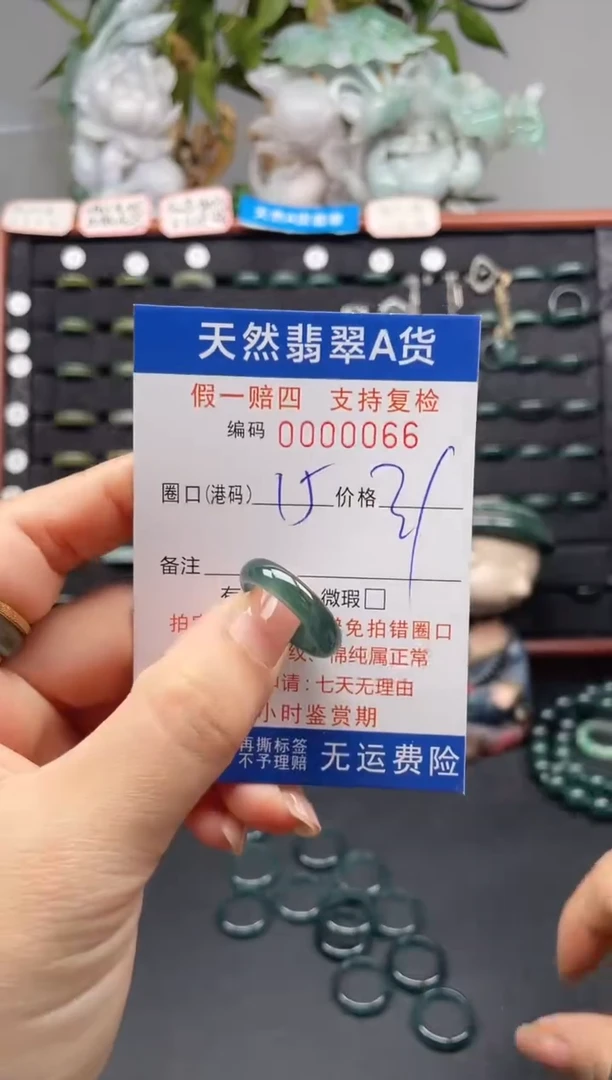 天然翡翠A货
假一赔四 支持复检
编码 0000066
圈口(港码) 15 价格
备注
微瑕□
免拍错圈口
纹、棉纯属正常
请:七天无理由
小时鉴赏期
再撕标签
不予理赔
无运费险